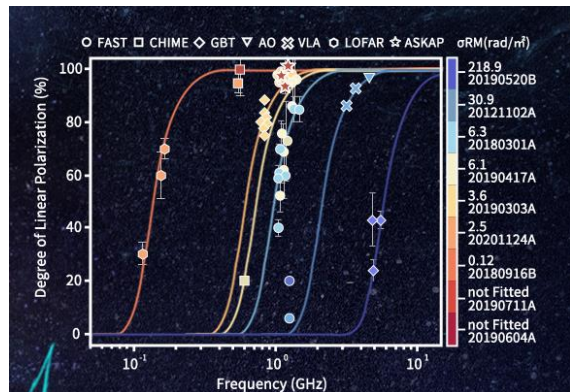 FAST CHIME GBT AO VLA LOFAR ASKAP σRM(rad/㎡)
100
80
60
40
20
0
Degree of Linear Polarization (%)
10⁻¹ 10⁰ 10¹
Frequency (GHz)
218.9
20190520B
30.9
20121102A
6.3
20180301A
6.1
20190417A
3.6
20190303A
2.5
20201124A
0.12
20180916B
not Fitted
20190711A
not Fitted
20190604A